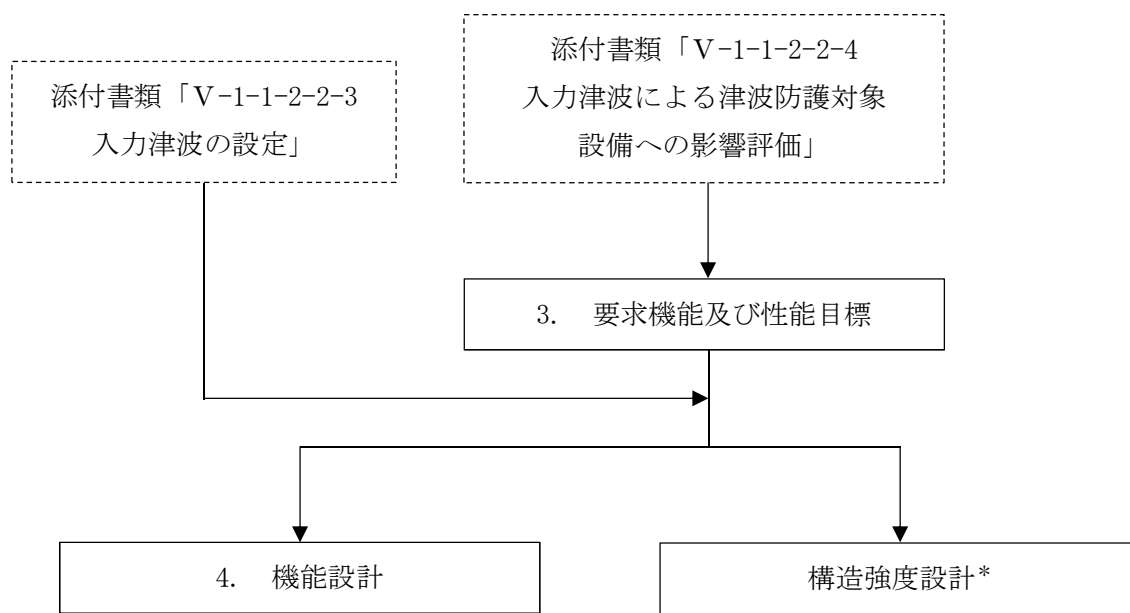 添付書類「Ⅴ-1-1-2-2-3
入力津波の設定」
添付書類「Ⅴ-1-1-2-2-4
入力津波による津波防護対象
設備への影響評価」
3. 要求機能及び性能目標
4. 機能設計
構造強度設計*